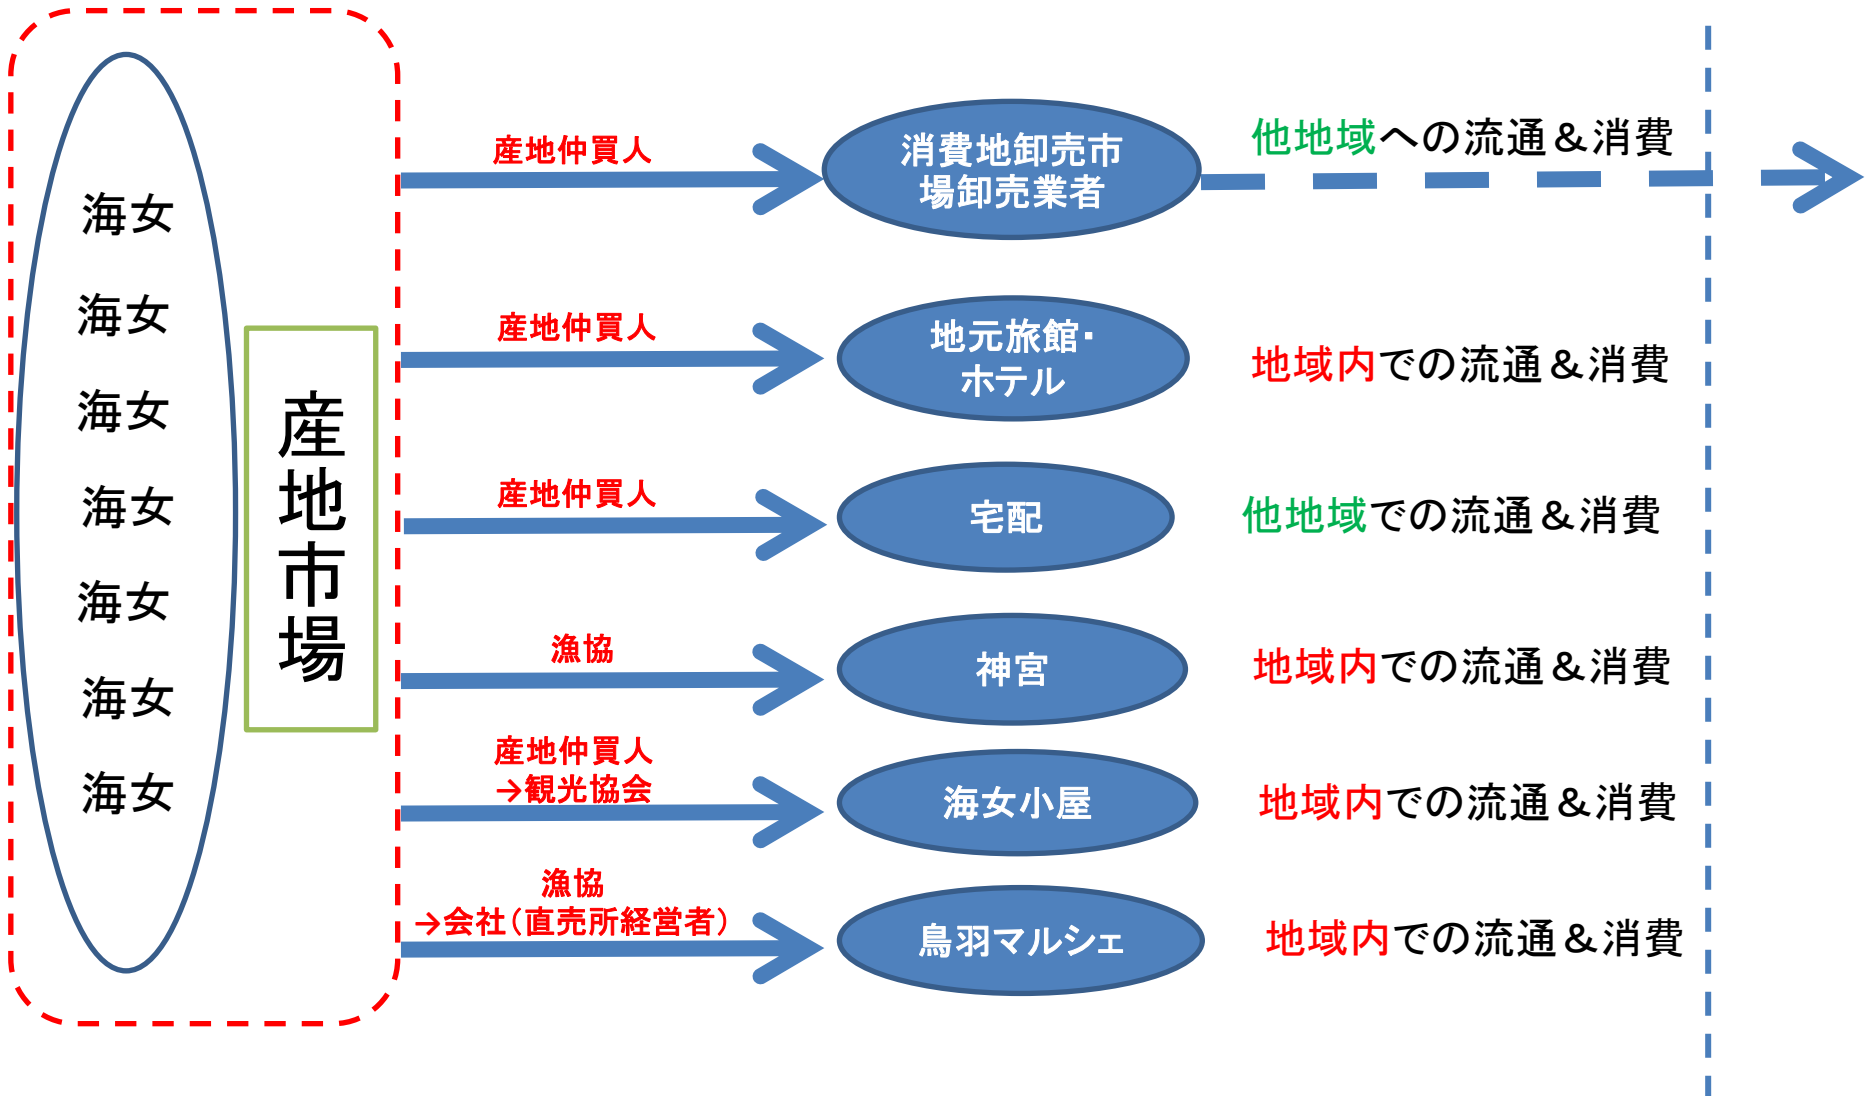 海女
海女
海女
海女
海女
海女
海女
産地市場
産地仲買人
消費地卸売市
場卸売業者
他地域への流通＆消費
産地仲買人
地元旅館・
ホテル
地域内での流通＆消費
産地仲買人
宅配
他地域での流通＆消費
漁協
神宮
地域内での流通＆消費
産地仲買人
→観光協会
海女小屋
地域内での流通＆消費
漁協
→会社（直売所経営者）
鳥羽マルシェ
地域内での流通＆消費